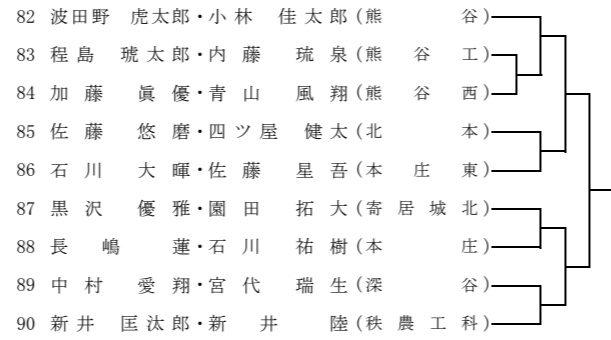 82 波田野 虎太郎・小林 佳太郎(熊谷)
83 程島 琥太郎・内藤 琉泉(熊谷工)
84 加藤 眞優・青山 風翔(熊谷西)
85 佐藤 悠磨・四ツ屋 健太(北本)
86 石川 大暉・佐藤 星吾(本庄東)
87 黒沢 優雅・園田 拓大(寄居城北)
88 長嶋 蓮・石川 祐樹(本庄)
89 中村 愛翔・宮代 瑞生(深谷)
90 新井 匡汰郎・新井 陸(秩農工科)